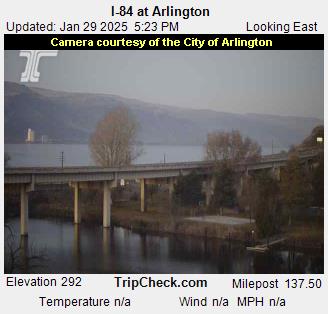 I-84 at Arlington
Updated: Jan 29 2025 5:23 PM Looking East
Camera courtesy of the City of Arlington
Elevation 292 TripCheck.com Milepost 137.50
Temperature n/a Wind n/a MPH n/a